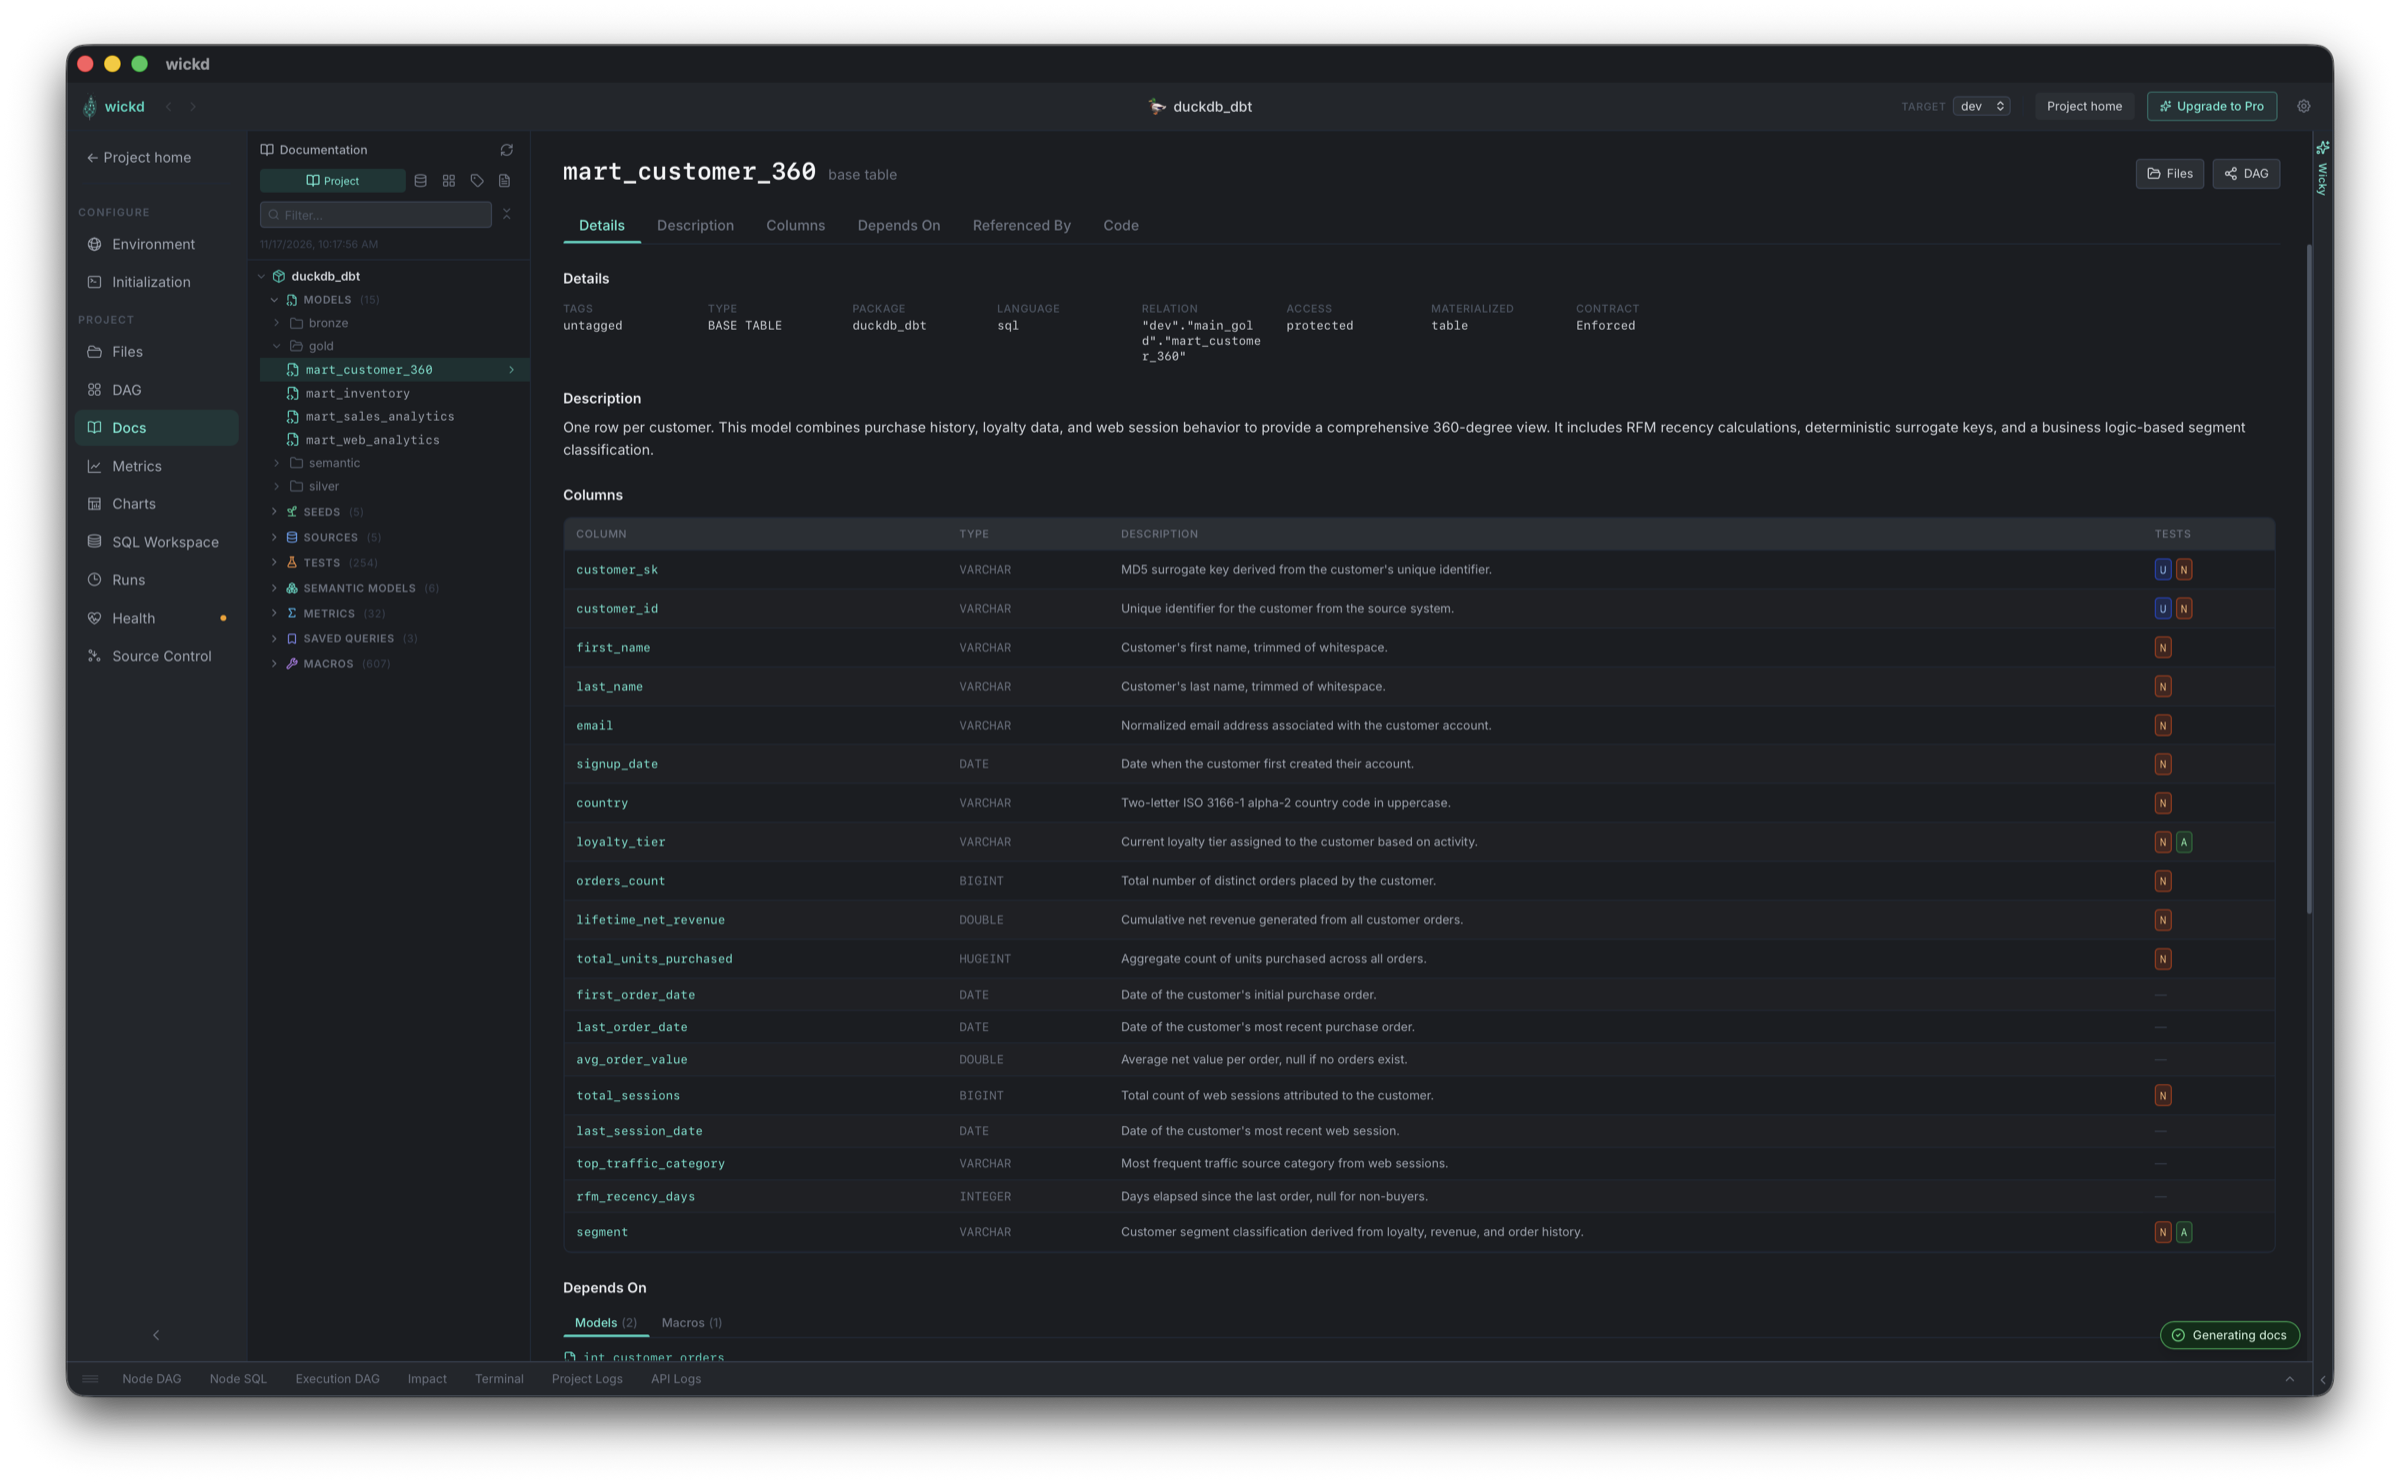 wickd
wickd
duckdb_dbt
TARGET dev
Project home
Upgrade to Pro
Project home
CONFIGURE
Environment
Initialization
PROJECT
Files
DAG
Docs
Metrics
Charts
SQL Workspace
Runs
Health
Source Control
Documentation
Project
Filter...
11/17/2026, 10:17:56 AM
duckdb_dbt
MODELS (15)
bronze
gold
mart_customer_360
mart_inventory
mart_sales_analytics
mart_web_analytics
semantic
silver
SEEDS (5)
SOURCES (5)
TESTS (254)
SEMANTIC MODELS (6)
METRICS (32)
SAVED QUERIES (3)
MACROS (607)
mart_customer_360 base table
Files
DAG
Wicky
Details Description Columns Depends On Referenced By Code
Details
TAGS TYPE PACKAGE LANGUAGE RELATION ACCESS MATERIALIZED CONTRACT
untagged BASE TABLE duckdb_dbt sql "dev"."main_gol protected table Enforced
d"."mart_custome
r_360"
Description
One row per customer. This model combines purchase history, loyalty data, and web session behavior to provide a comprehensive 360-degree view. It includes RFM recency calculations, deterministic surrogate keys, and a business logic-based segment
classification.
Columns
COLUMN TYPE DESCRIPTION TESTS
customer_sk VARCHAR MD5 surrogate key derived from the customer's unique identifier. U N
customer_id VARCHAR Unique identifier for the customer from the source system. U N
first_name VARCHAR Customer's first name, trimmed of whitespace. N
last_name VARCHAR Customer's last name, trimmed of whitespace. N
email VARCHAR Normalized email address associated with the customer account. N
signup_date DATE Date when the customer first created their account. N
country VARCHAR Two-letter ISO 3166-1 alpha-2 country code in uppercase. N
loyalty_tier VARCHAR Current loyalty tier assigned to the customer based on activity. N A
orders_count BIGINT Total number of distinct orders placed by the customer. N
lifetime_net_revenue DOUBLE Cumulative net revenue generated from all customer orders. N
total_units_purchased HUGEINT Aggregate count of units purchased across all orders. N
first_order_date DATE Date of the customer's initial purchase order. —
last_order_date DATE Date of the customer's most recent purchase order. —
avg_order_value DOUBLE Average net value per order, null if no orders exist. —
total_sessions BIGINT Total count of web sessions attributed to the customer. N
last_session_date DATE Date of the customer's most recent web session. —
top_traffic_category VARCHAR Most frequent traffic source category from web sessions. —
rfm_recency_days INTEGER Days elapsed since the last order, null for non-buyers. —
segment VARCHAR Customer segment classification derived from loyalty, revenue, and order history. N A
Depends On
Models (2) Macros (1)
int_customer_orders
Generating docs
Node DAG Node SQL Execution DAG Impact Terminal Project Logs API Logs